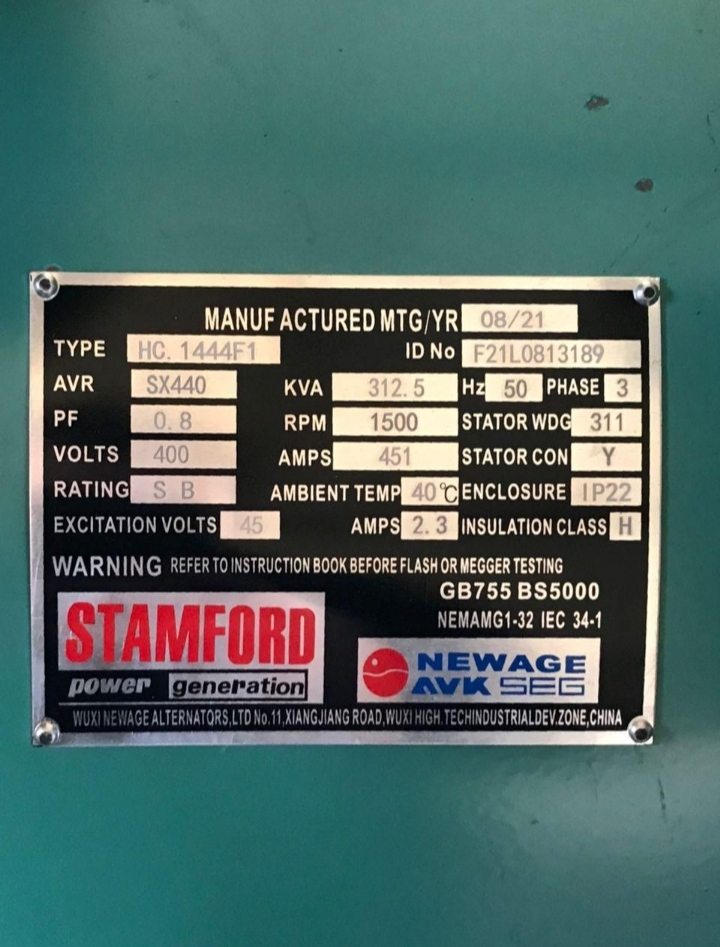 MANUF ACTURED MTG/YR 08/21
TYPE HC. 1444F1 ID No F21L0813189
AVR SX440 KVA 312.5 Hz 50 PHASE 3
PF 0.8 RPM 1500 STATOR WDG 311
VOLTS 400 AMPS 451 STATOR CON Y
RATING S B AMBIENT TEMP 40℃ ENCLOSURE IP22
EXCITATION VOLTS 45 AMPS 2.3 INSULATION CLASS H
WARNING REFER TO INSTRUCTION BOOK BEFORE FLASH OR MEGGER TESTING
GB755 BS5000
NEMAMG1-32 IEC 34-1
STAMFORD
power generation
NEWAGE
AVK SEG
WUXI NEWAGE ALTERNATORS,LTD No.11,XIANGJIANG ROAD,WUXI HIGH.TECHINDUSTRIALDEV.ZONE,CHINA